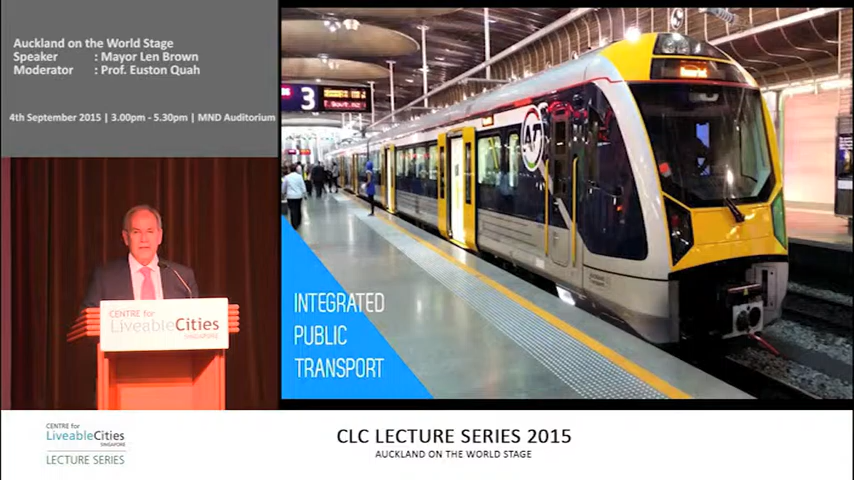 Auckland on the World Stage
Speaker : Mayor Len Brown
Moderator : Prof. Euston Quah
4th September 2015 | 3.00pm - 5.30pm | MND Auditorium
3
AT
INTEGRATED
PUBLIC
TRANSPORT
CENTRE for
LiveableCities
SINGAPORE
CENTRE for
LiveableCities
SINGAPORE
LECTURE SERIES
CLC LECTURE SERIES 2015
AUCKLAND ON THE WORLD STAGE